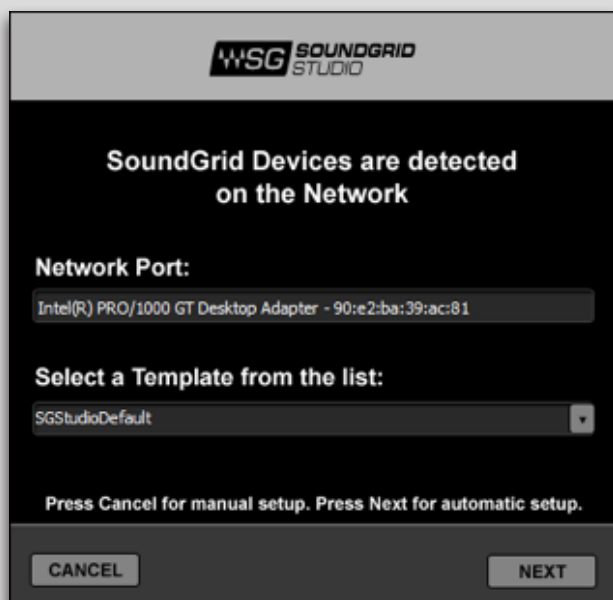 WSG SOUNDGRID
STUDIO
SoundGrid Devices are detected
on the Network
Network Port:
Intel(R) PRO/1000 GT Desktop Adapter - 90:e2:ba:39:ac:81
Select a Template from the list:
SGStudioDefault
Press Cancel for manual setup. Press Next for automatic setup.
CANCEL
NEXT